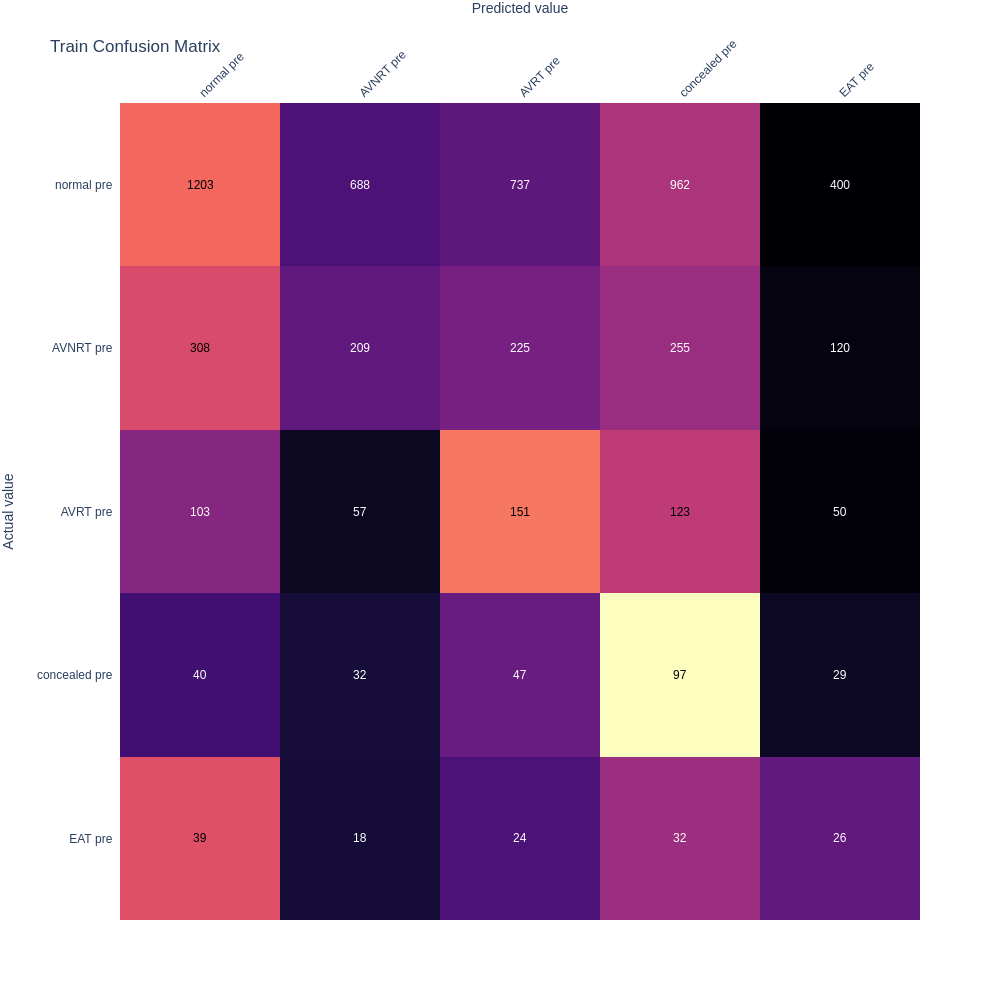 Predicted value
Train Confusion Matrix
normal pre AVNRT pre AVRT pre concealed pre EAT pre
normal pre 1203 688 737 962 400
AVNRT pre 308 209 225 255 120
AVRT pre 103 57 151 123 50
Actual value
concealed pre 40 32 47 97 29
EAT pre 39 18 24 32 26